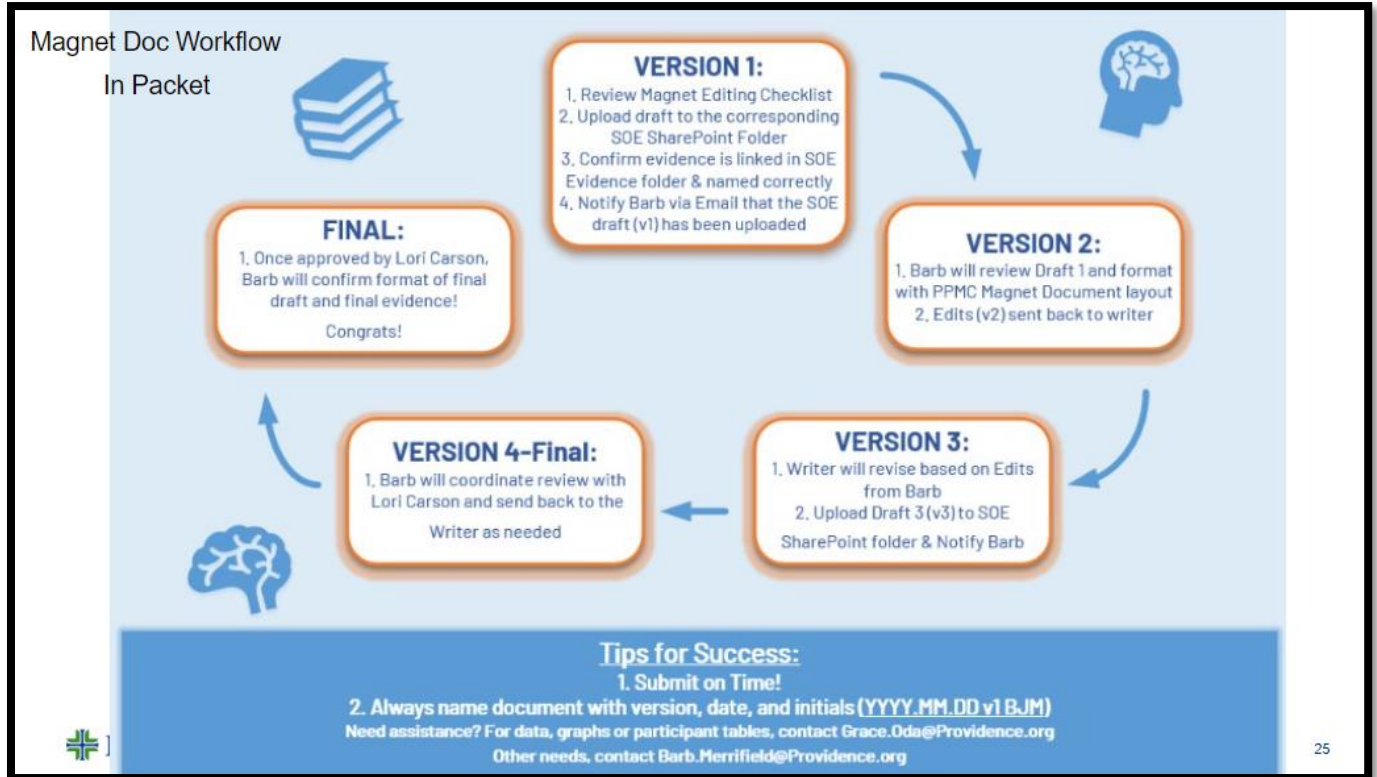 Magnet Doc Workflow
In Packet
VERSION 1:
1. Review Magnet Editing Checklist
2. Upload draft to the corresponding
SOE SharePoint Folder
3. Confirm evidence is linked in SOE
Evidence folder & named correctly
4. Notify Barb via Email that the SOE
draft (v1) has been uploaded
VERSION 2:
1. Barb will review Draft 1 and format
with PPMC Magnet Document layout
2. Edits (v2) sent back to writer
VERSION 3:
1. Writer will revise based on Edits
from Barb
2. Upload Draft 3 (v3) to SOE
SharePoint folder & Notify Barb
VERSION 4-Final:
1. Barb will coordinate review with
Lori Carson and send back to the
Writer as needed
FINAL:
1. Once approved by Lori Carson,
Barb will confirm format of final
draft and final evidence!
Congrats!
Tips for Success:
1. Submit on Time!
2. Always name document with version, date, and initials (YYYY.MM.DD v1 BJM)
Need assistance? For data, graphs or participant tables, contact Grace.Oda@Providence.org
Other needs, contact Barb.Merrifield@Providence.org
25